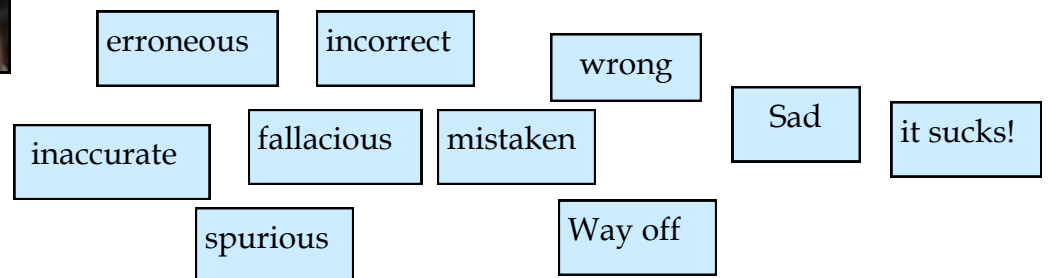 erroneous
incorrect
wrong
Sad
it sucks!
inaccurate
fallacious
mistaken
spurious
Way off